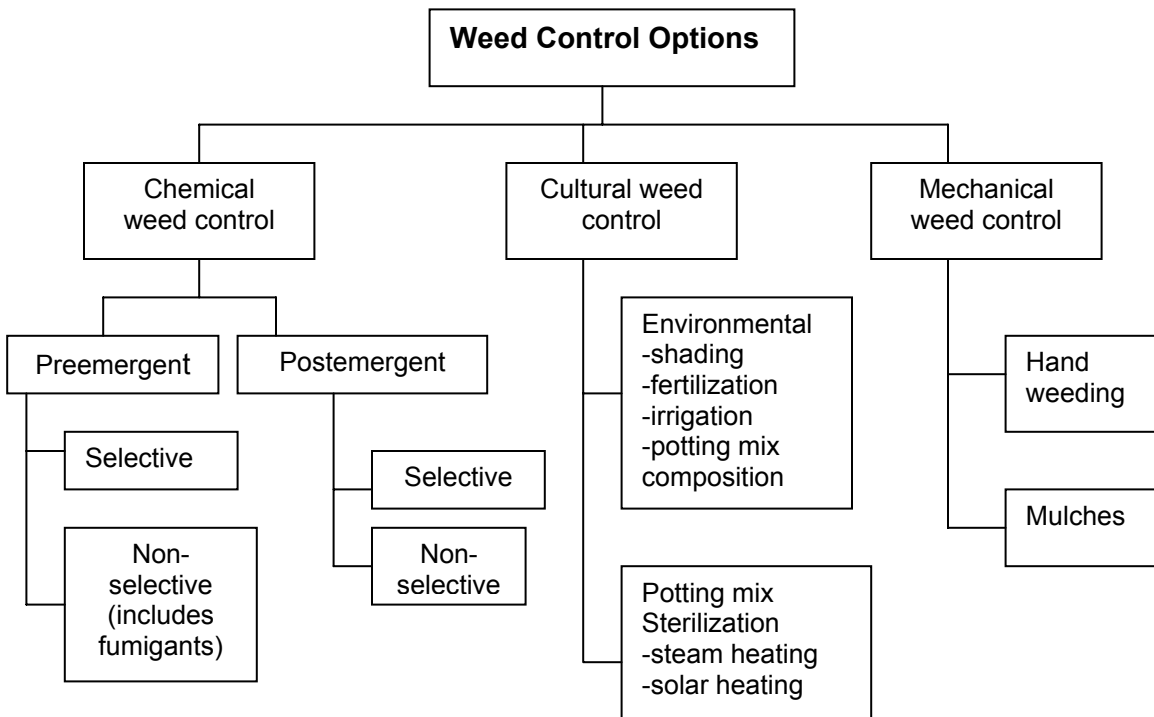 Weed Control Options
Chemical
weed control
Cultural weed
control
Mechanical
weed control
Preemergent
Postemergent
Selective
Non-
selective
(includes
fumigants)
Selective
Non-
selective
Environmental
-shading
-fertilization
-irrigation
-potting mix
composition
Potting mix
Sterilization
-steam heating
-solar heating
Hand
weeding
Mulches